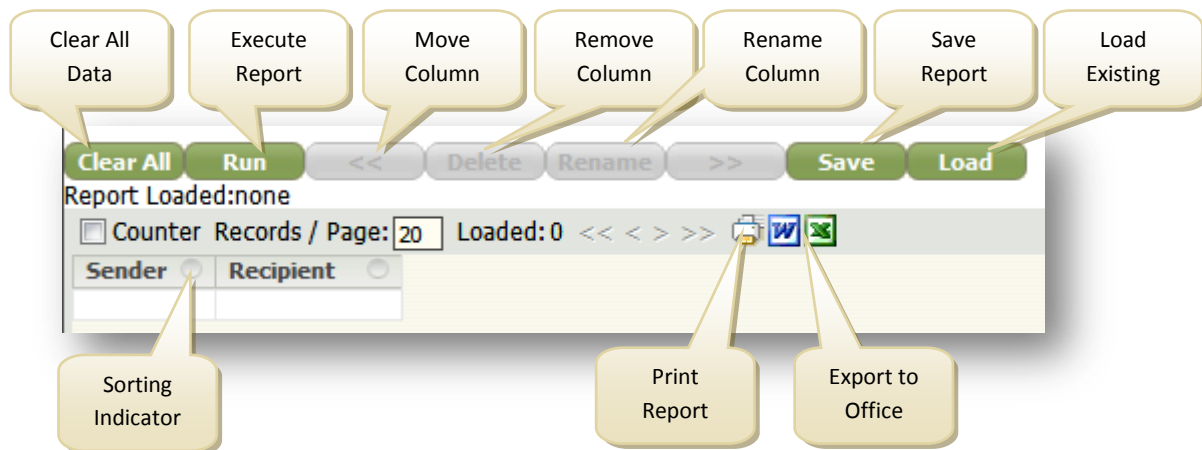 Clear All
Data
Execute
Report
Move
Column
Remove
Column
Rename
Column
Save
Report
Load
Existing
Clear All Run << Delete Rename >> Save Load
Report Loaded:none
Counter Records / Page: 20 Loaded: 0 << < > >> W X
Sender Recipient
Sorting
Indicator
Print
Report
Export to
Office